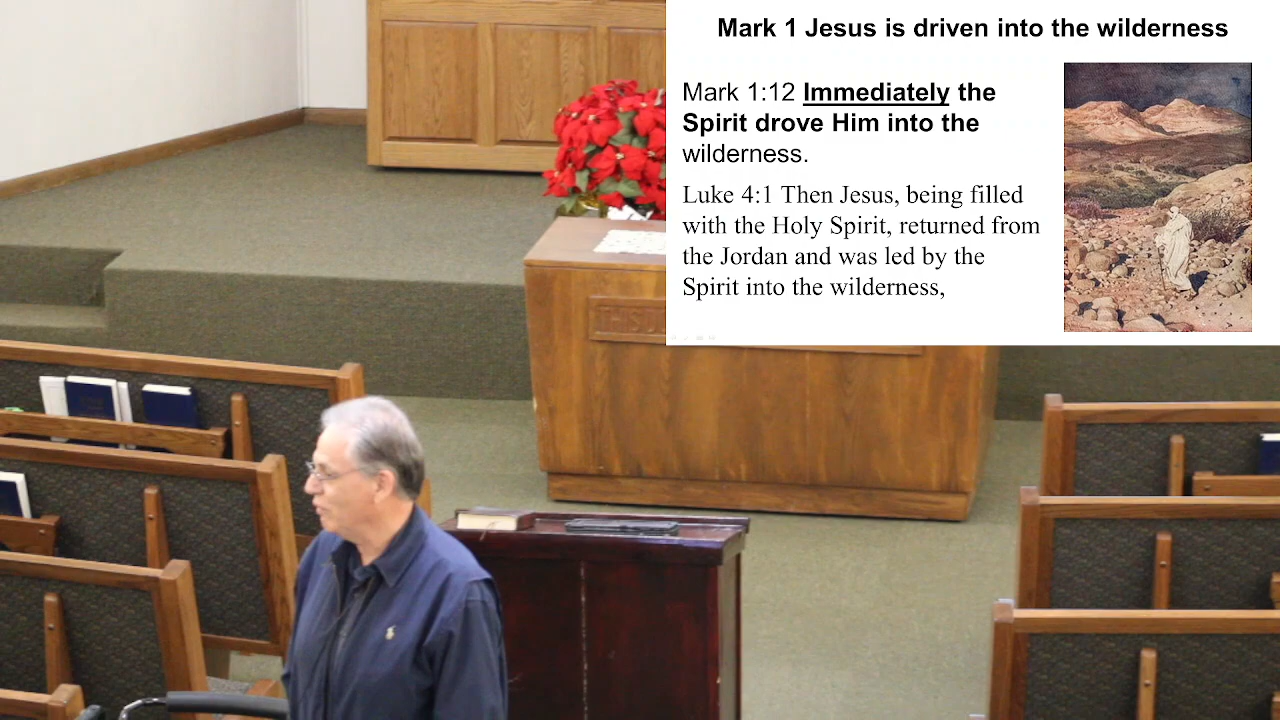 Mark 1 Jesus is driven into the wilderness
Mark 1:12 Immediately the
Spirit drove Him into the
wilderness.
Luke 4:1 Then Jesus, being filled
with the Holy Spirit, returned from
the Jordan and was led by the
Spirit into the wilderness,
THIS